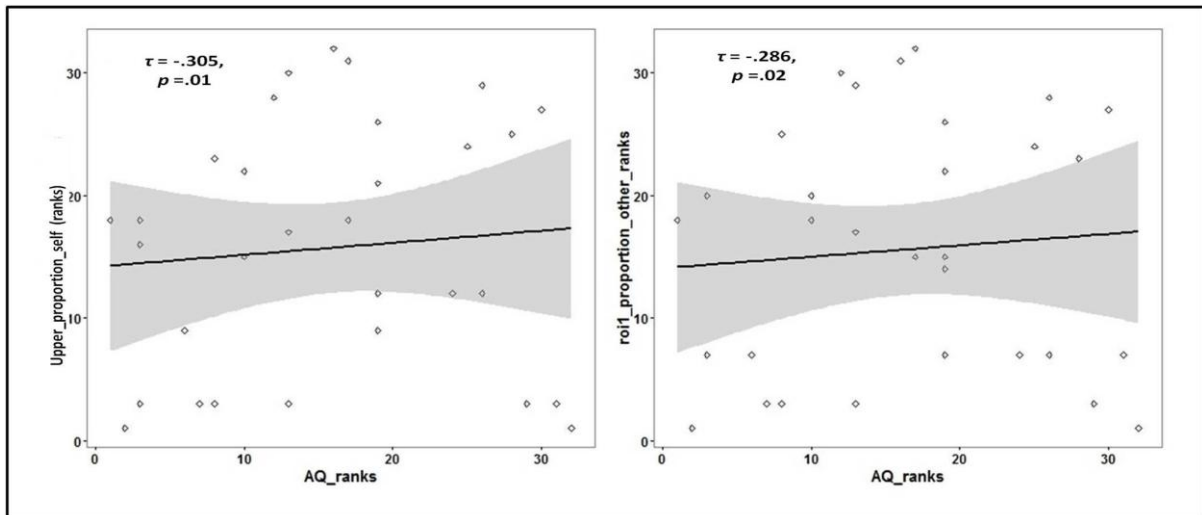 τ = -.305,
p =.01
30
20
10
0
Upper_proportion_self (ranks)
0 10 20 30
AQ_ranks
τ = -.286,
p =.02
30
20
10
0
roi1_proportion_other_ranks
0 10 20 30
AQ_ranks